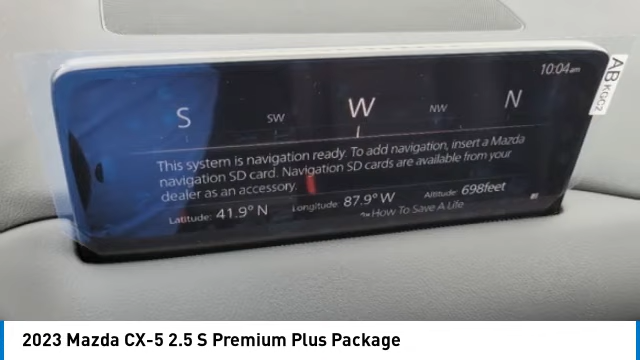 10:04am
S SW W NW N
This system is navigation ready. To add navigation, insert a Mazda
navigation SD card. Navigation SD cards are available from your
dealer as an accessory.
Latitude: 41.9° N Longitude: 87.9° W Altitude: 698feet
How To Save A Life
ABKG02
2023 Mazda CX-5 2.5 S Premium Plus Package